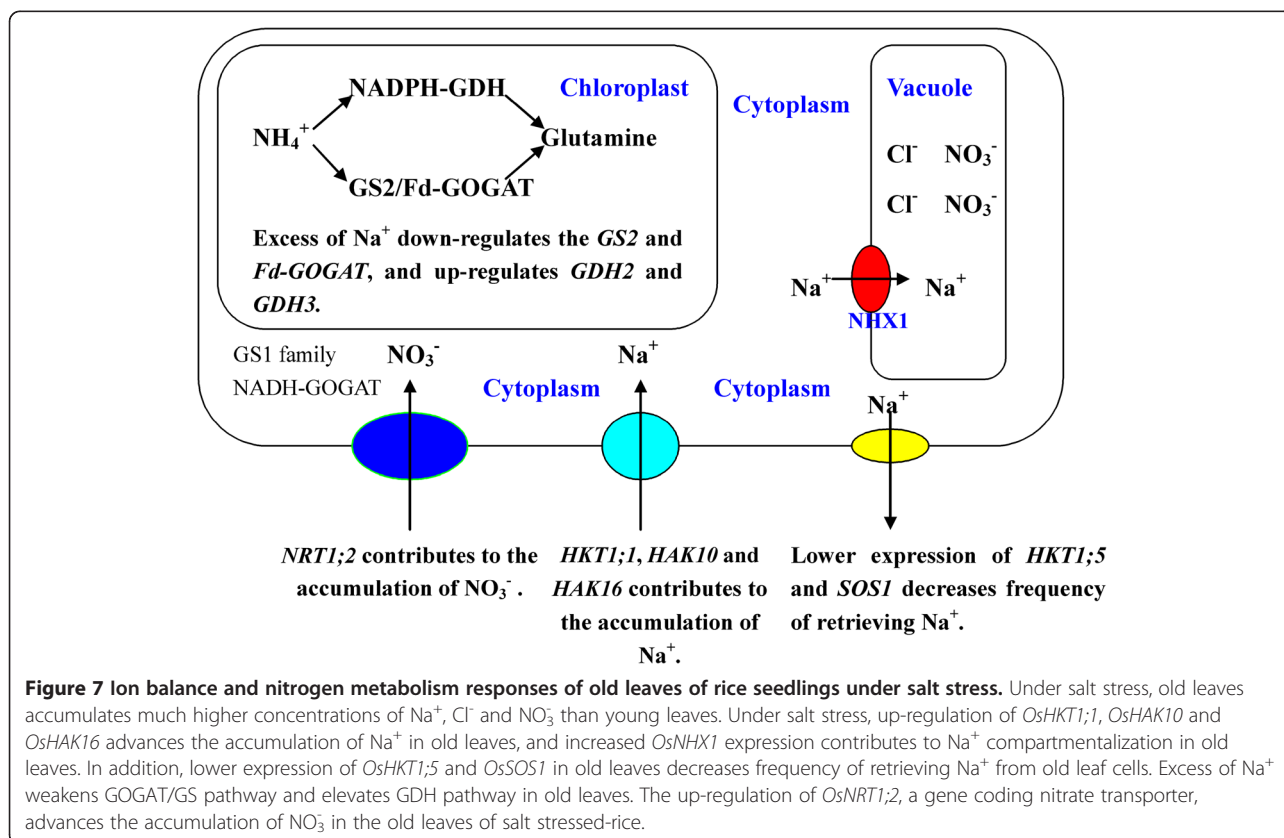 NADPH-GDH
Chloroplast
NH₄⁺
Glutamine
GS2/Fd-GOGAT
Excess of Na⁺ down-regulates the GS2 and
Fd-GOGAT, and up-regulates GDH2 and
GDH3.
Cytoplasm
Vacuole
Cl⁻ NO₃⁻
Cl⁻ NO₃⁻
Na⁺
Na⁺
NHX1
GS1 family
NADH-GOGAT
NO₃⁻
Cytoplasm
Na⁺
Cytoplasm
Na⁺
NRT1;2 contributes to the
accumulation of NO₃⁻ .
HKT1;1, HAK10 and
HAK16 contributes to
the accumulation of
Na⁺.
Lower expression of HKT1;5
and SOS1 decreases frequency
of retrieving Na⁺.
Figure 7 Ion balance and nitrogen metabolism responses of old leaves of rice seedlings under salt stress. Under salt stress, old leaves
accumulates much higher concentrations of Na⁺, Cl⁻ and NO₃⁻ than young leaves. Under salt stress, up-regulation of OsHKT1;1, OsHAK10 and
OsHAK16 advances the accumulation of Na⁺ in old leaves, and increased OsNHX1 expression contributes to Na⁺ compartmentalization in old
leaves. In addition, lower expression of OsHKT1;5 and OsSOS1 in old leaves decreases frequency of retrieving Na⁺ from old leaf cells. Excess of Na⁺
weakens GOGAT/GS pathway and elevates GDH pathway in old leaves. The up-regulation of OsNRT1;2, a gene coding nitrate transporter,
advances the accumulation of NO₃⁻ in the old leaves of salt stressed-rice.